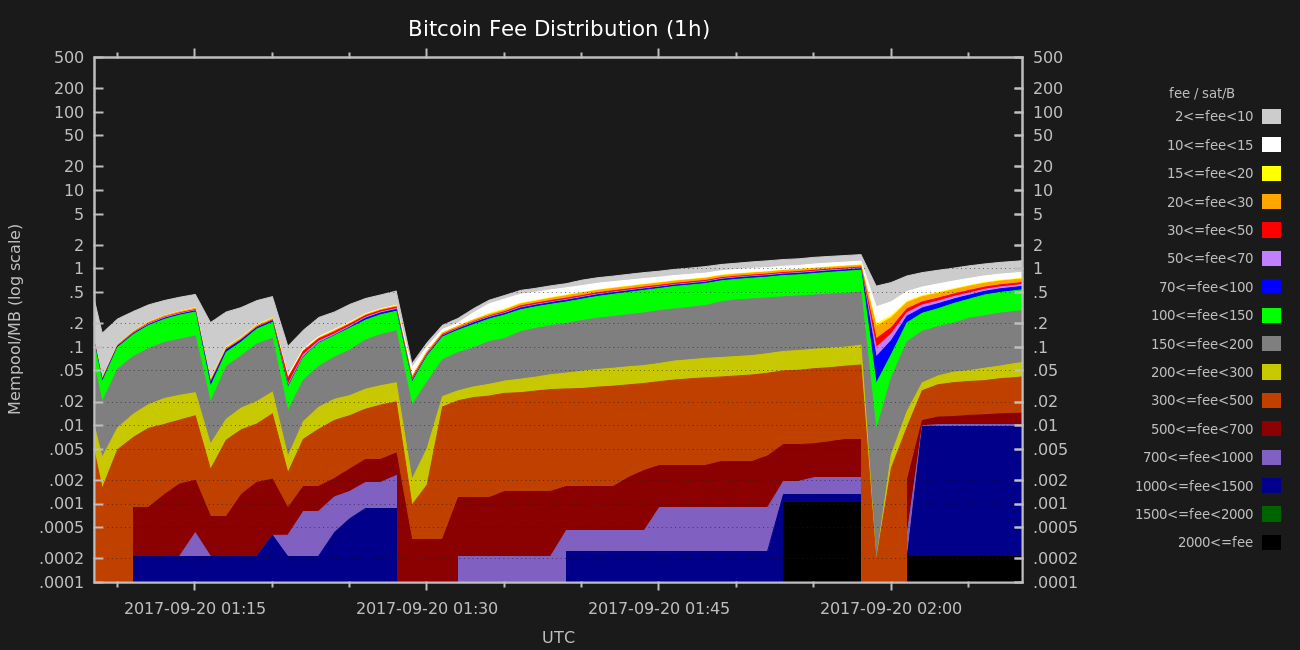 Bitcoin Fee Distribution (1h)
Mempool/MB (log scale)
500
200
100
50
20
10
5
2
1
.5
.2
.1
.05
.02
.01
.005
.002
.001
.0005
.0002
.0001
500
200
100
50
20
10
5
2
1
.5
.2
.1
.05
.02
.01
.005
.002
.001
.0005
.0002
.0001
2017-09-20 01:15
2017-09-20 01:30
2017-09-20 01:45
2017-09-20 02:00
UTC
fee / sat/B
2<=fee<10
10<=fee<15
15<=fee<20
20<=fee<30
30<=fee<50
50<=fee<70
70<=fee<100
100<=fee<150
150<=fee<200
200<=fee<300
300<=fee<500
500<=fee<700
700<=fee<1000
1000<=fee<1500
1500<=fee<2000
2000<=fee